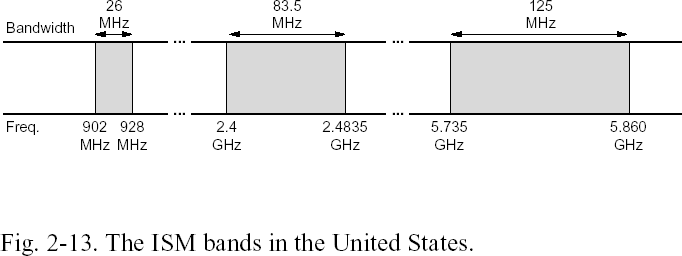 26 83.5 125
Bandwidth MHz MHz MHz
... ...
... ...
Freq. 902 928 2.4 2.4835 5.735 5.860
MHz MHz GHz GHz GHz GHz
Fig. 2-13. The ISM bands in the United States.